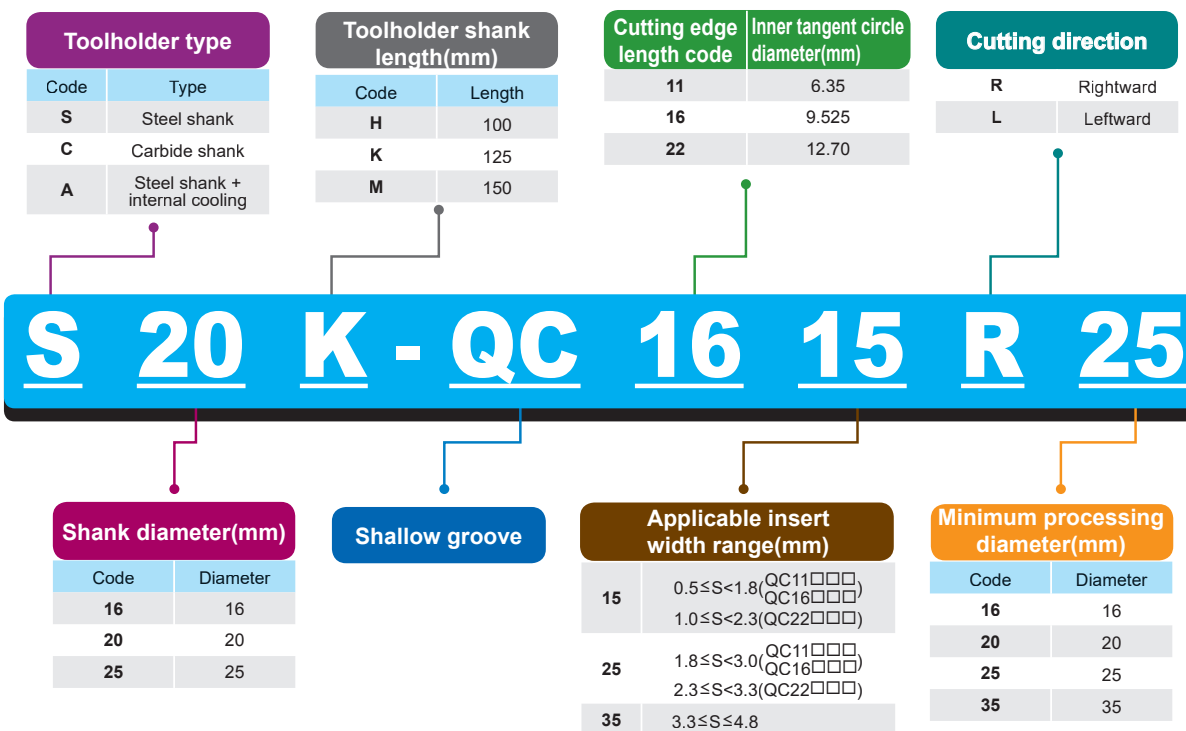 Toolholder type
Code Type
S Steel shank
C Carbide shank
A Steel shank +
internal cooling
Toolholder shank
length(mm)
Code Length
H 100
K 125
M 150
Cutting edge
length code
Inner tangent circle
diameter(mm)
11 6.35
16 9.525
22 12.70
Cutting direction
R Rightward
L Leftward
S 20 K - QC 16 15 R 25
Shank diameter(mm)
Code Diameter
16 16
20 20
25 25
Shallow groove
Applicable insert
width range(mm)
15 0.5≤S<1.8(QC11□□□
QC16□□□)
1.0≤S<2.3(QC22□□□)
25 1.8≤S<3.0(QC11□□□
QC16□□□)
2.3≤S<3.3(QC22□□□)
35 3.3≤S≤4.8
Minimum processing
diameter(mm)
Code Diameter
16 16
20 20
25 25
35 35